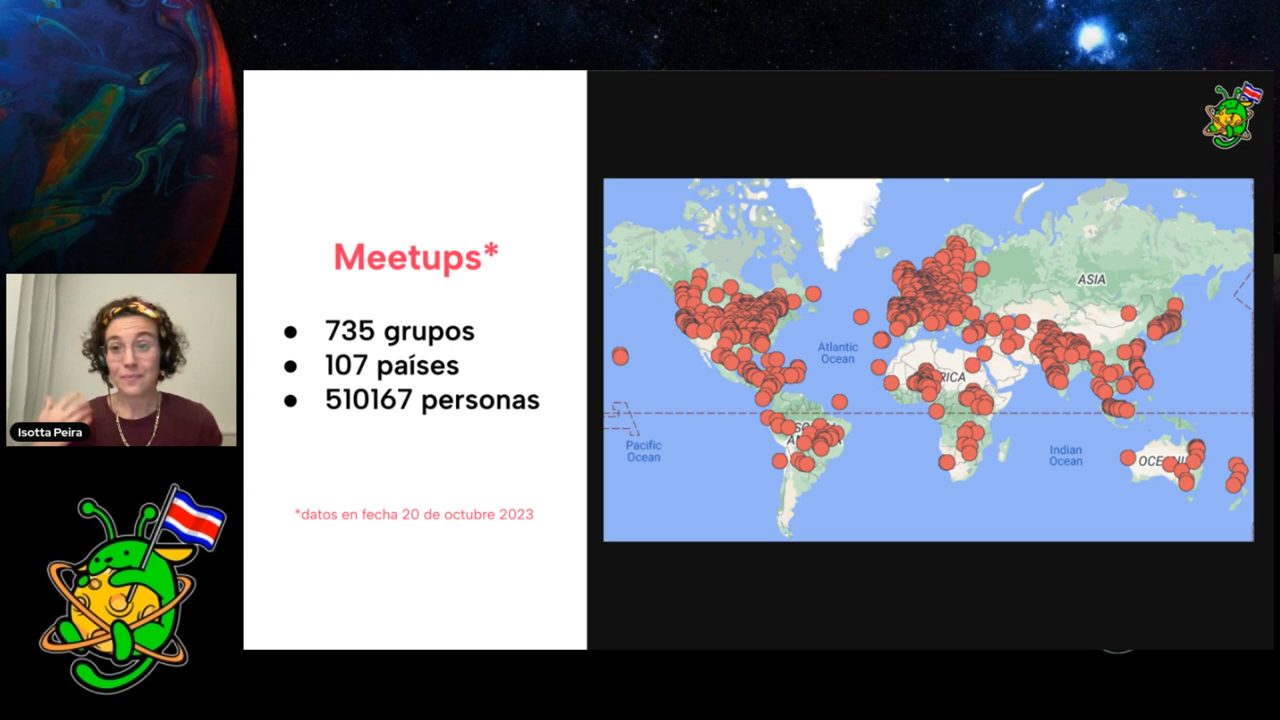 Meetups*
● 735 grupos
● 107 países
● 510167 personas
*datos en fecha 20 de octubre 2023
Isotta Peira
ASIA
Atlantic
Ocean
RICA
Pacific
Ocean
Indian
Ocean